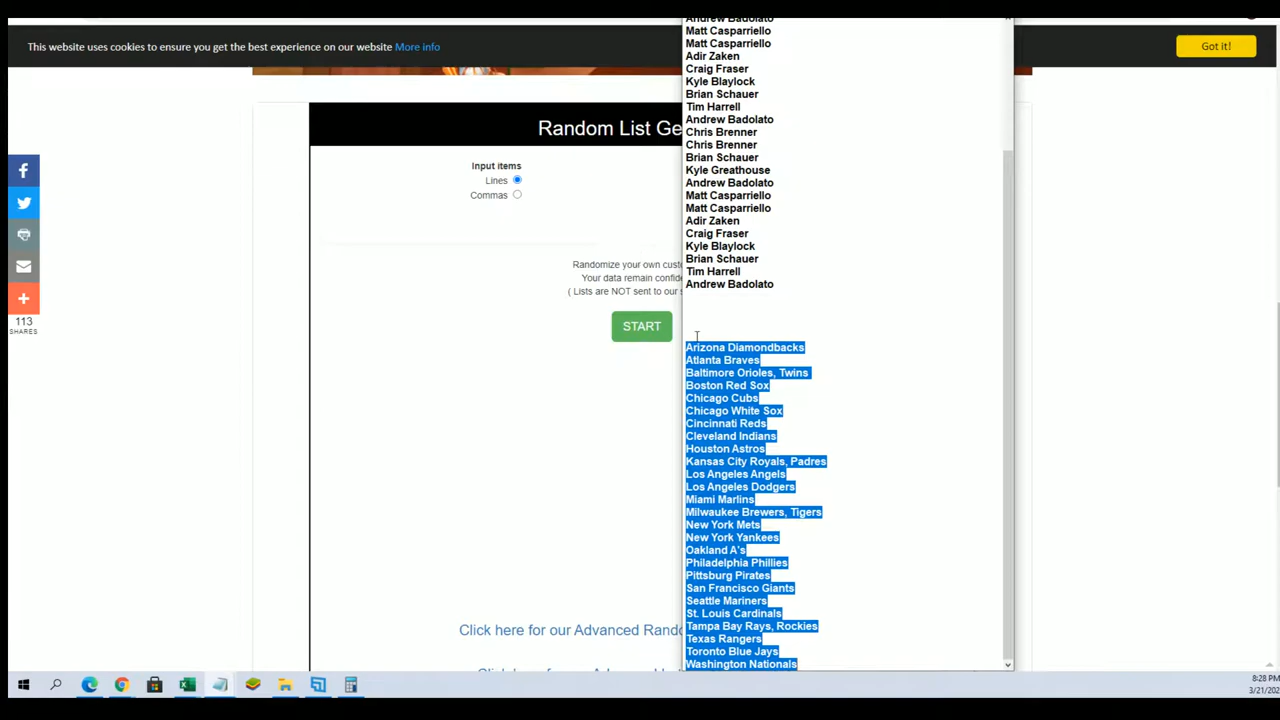 This website uses cookies to ensure you get the best experience on our website More info
Got it!
Random List Ge
Input items
Lines
Commas
Randomize your own custo
Your data remain confide
( Lists are NOT sent to our s
START
113
SHARES
Click here for our Advanced Rando
Andrew Badolato
Matt Casparriello
Matt Casparriello
Adir Zaken
Craig Fraser
Kyle Blaylock
Brian Schauer
Tim Harrell
Andrew Badolato
Chris Brenner
Chris Brenner
Brian Schauer
Kyle Greathouse
Andrew Badolato
Matt Casparriello
Matt Casparriello
Adir Zaken
Craig Fraser
Kyle Blaylock
Brian Schauer
Tim Harrell
Andrew Badolato
Arizona Diamondbacks
Atlanta Braves
Baltimore Orioles, Twins
Boston Red Sox
Chicago Cubs
Chicago White Sox
Cincinnati Reds
Cleveland Indians
Houston Astros
Kansas City Royals, Padres
Los Angeles Angels
Los Angeles Dodgers
Miami Marlins
Milwaukee Brewers, Tigers
New York Mets
New York Yankees
Oakland A's
Philadelphia Phillies
Pittsburg Pirates
San Francisco Giants
Seattle Mariners
St. Louis Cardinals
Tampa Bay Rays, Rockies
Texas Rangers
Toronto Blue Jays
Washington Nationals
8:28 PM
3/21/202